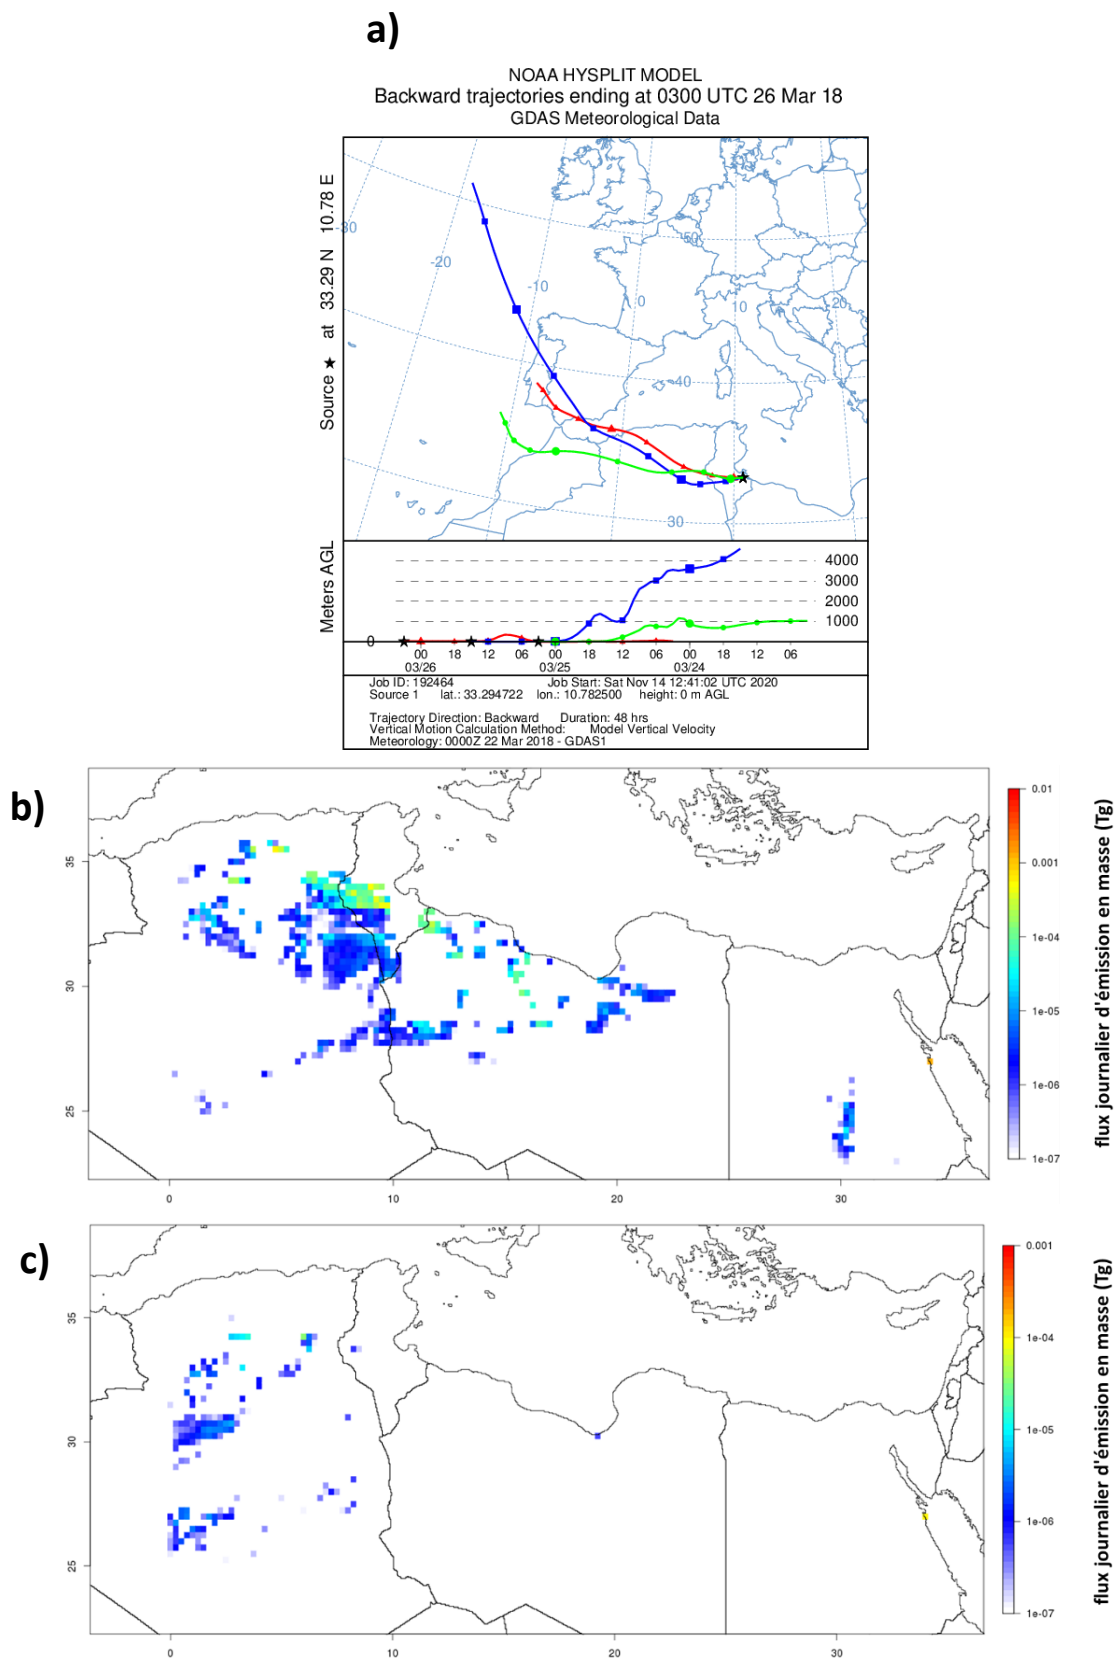 a)
NOAA HYSPLIT MODEL
Backward trajectories ending at 0300 UTC 26 Mar 18
GDAS Meteorological Data
Source ★ at 33.29 N 10.78 E
-30
-20
-10
0
10
20
50
40
30
Meters AGL
4000
3000
2000
1000
0
00 18 12 06 00 18 12 06 00 12 06
03/26 03/25 03/24
Job ID: 192464 Job Start: Sat Nov 14 12:41:02 UTC 2020
Source 1 lat.: 33.294722 lon.: 10.782500 height: 0 m AGL
Trajectory Direction: Backward Duration: 48 hrs
Vertical Motion Calculation Method: Model Vertical Velocity
Meteorology: 0000Z 22 Mar 2018 - GDAS1
b)
35
30
25
0 10 20 30
0.01
0.001
1e-04
1e-05
1e-06
1e-07
flux journalier d'émission en masse (Tg)
c)
35
30
25
0 10 20 30
0.001
1e-04
1e-05
1e-06
1e-07
flux journalier d'émission en masse (Tg)